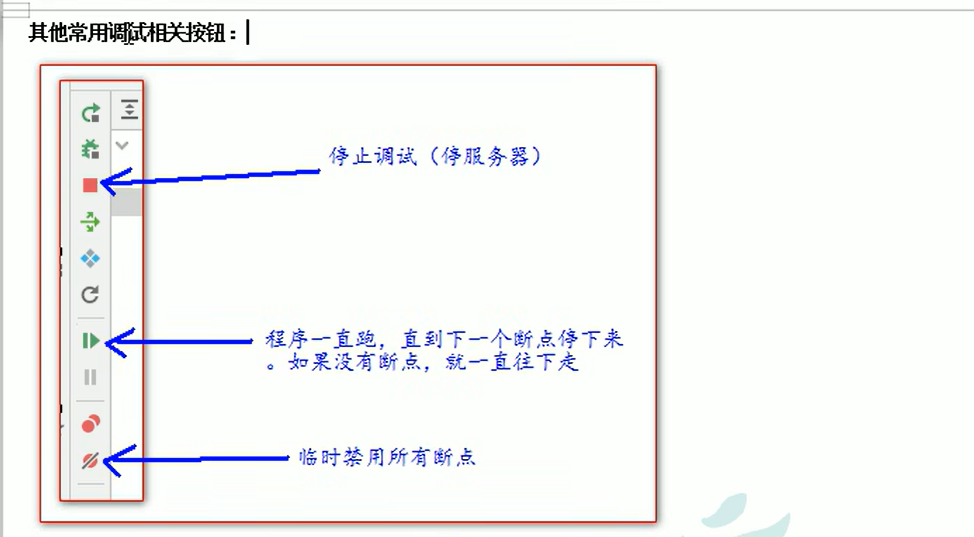 其他常用调试相关按钮：
停止调试（停服务器）
程序一直跑，直到下一个断点停下来
。如果没有断点，就一直往下走
临时禁用所有断点